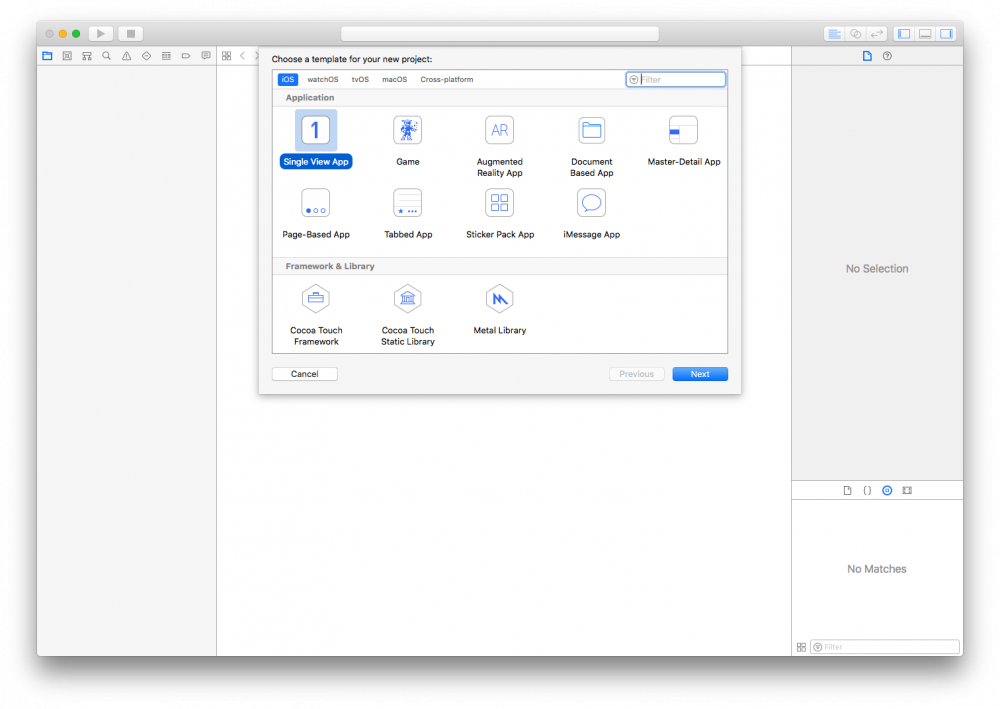 Choose a template for your new project:
iOS watchOS tvOS macOS Cross-platform Filter
Application
1 AR
Single View App Game Augmented Reality App Document Based App Master-Detail App
Page-Based App Tabbed App Sticker Pack App iMessage App
Framework & Library
Cocoa Touch Framework Cocoa Touch Static Library Metal Library
Cancel Previous Next
No Selection
{ }
No Matches
Filter